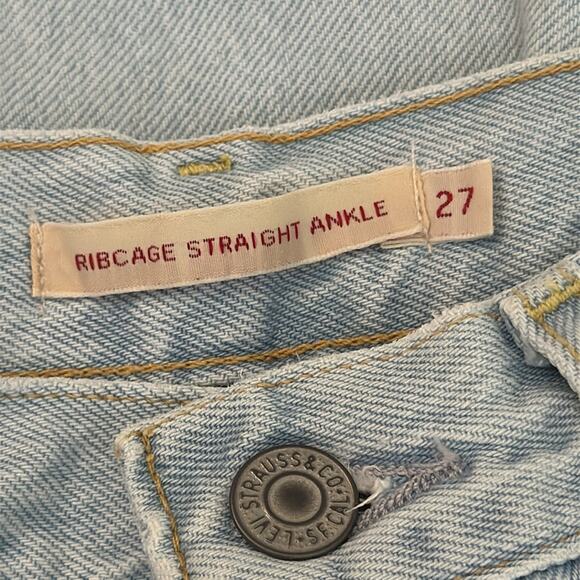 RIBCAGE STRAIGHT ANKLE
27
LEVI STRAUSS & CO.
S.F. CAL.